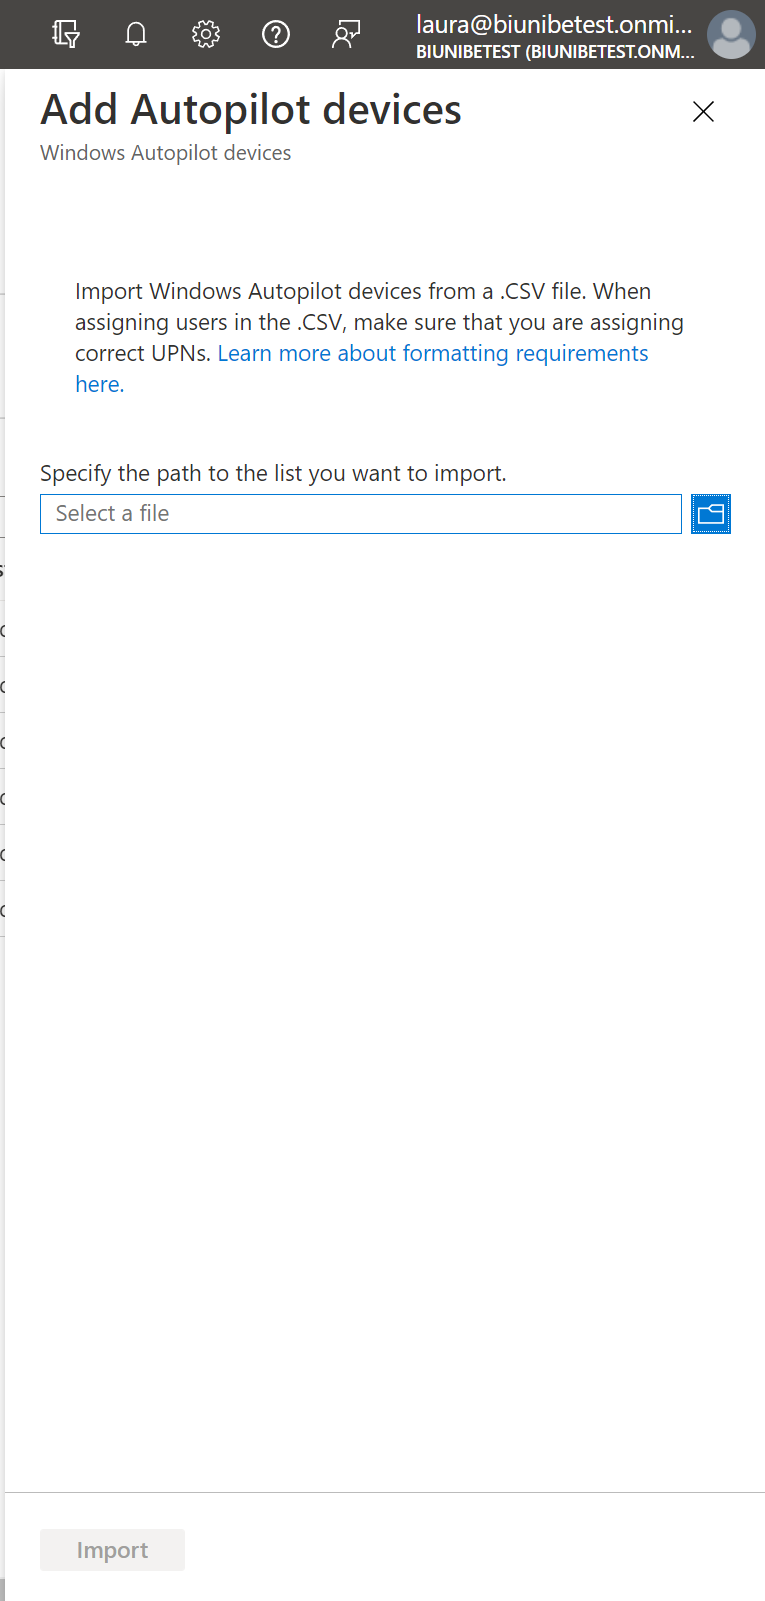 laura@biunibetest.onmi...
BIUNIBETEST (BIUNIBETEST.ONM...
Add Autopilot devices
Windows Autopilot devices
Import Windows Autopilot devices from a .CSV file. When
assigning users in the .CSV, make sure that you are assigning
correct UPNs. Learn more about formatting requirements
here.
Specify the path to the list you want to import.
Select a file
Import